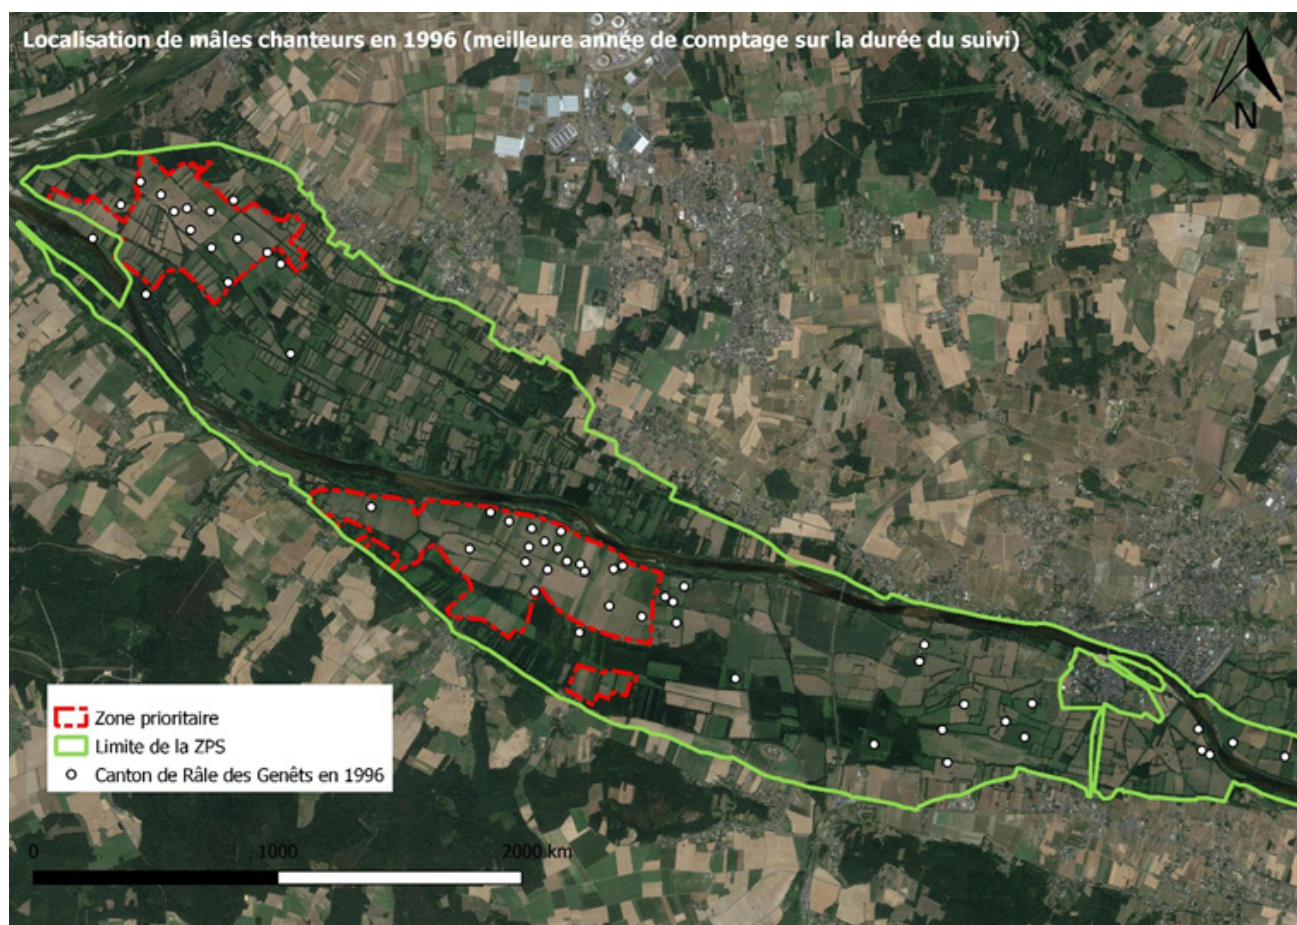 Localisation de mâles chanteurs en 1996 (meilleure année de comptage sur la durée du suivi)
N
Zone prioritaire
Limite de la ZPS
Canton de Râle des Genêts en 1996
0 1000 2000 km